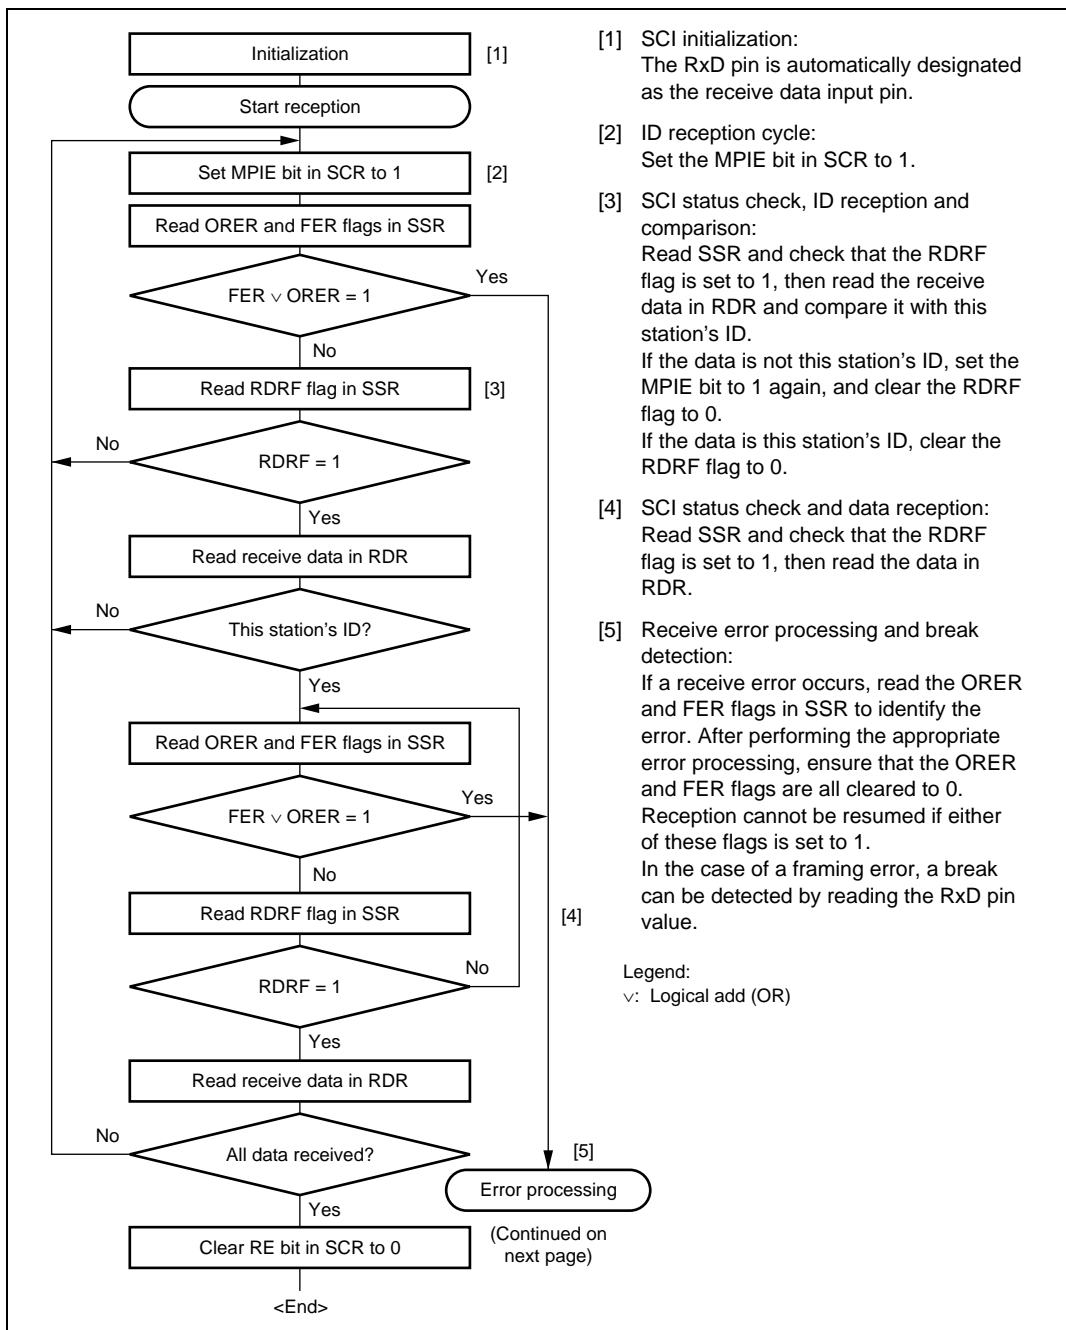 Initialization
[1]
Start reception
Set MPIE bit in SCR to 1
[2]
Read ORER and FER flags in SSR
Yes
FER ∨ ORER = 1
No
Read RDRF flag in SSR
[3]
No
RDRF = 1
Yes
Read receive data in RDR
No
This station's ID?
Yes
Read ORER and FER flags in SSR
Yes
FER ∨ ORER = 1
No
Read RDRF flag in SSR
[4]
No
RDRF = 1
Yes
Read receive data in RDR
No
All data received?
[5]
Error processing
Yes
(Continued on
next page)
Clear RE bit in SCR to 0
<End>
[1] SCI initialization:
The RxD pin is automatically designated
as the receive data input pin.
[2] ID reception cycle:
Set the MPIE bit in SCR to 1.
[3] SCI status check, ID reception and
comparison:
Read SSR and check that the RDRF
flag is set to 1, then read the receive
data in RDR and compare it with this
station's ID.
If the data is not this station's ID, set the
MPIE bit to 1 again, and clear the RDRF
flag to 0.
If the data is this station's ID, clear the
RDRF flag to 0.
[4] SCI status check and data reception:
Read SSR and check that the RDRF
flag is set to 1, then read the data in
RDR.
[5] Receive error processing and break
detection:
If a receive error occurs, read the ORER
and FER flags in SSR to identify the
error. After performing the appropriate
error processing, ensure that the ORER
and FER flags are all cleared to 0.
Reception cannot be resumed if either
of these flags is set to 1.
In the case of a framing error, a break
can be detected by reading the RxD pin
value.
Legend:
∨: Logical add (OR)